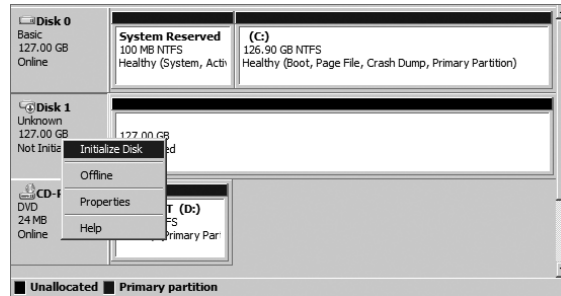 Disk 0
Basic
127.00 GB
Online
System Reserved
100 MB NTFS
Healthy (System, Activ
(C:)
126.90 GB NTFS
Healthy (Boot, Page File, Crash Dump, Primary Partition)
Disk 1
Unknown
127.00 GB
Not Initia
127.00 GB
ed
Initialize Disk
Offline
Properties
Help
CD-
DVD
24 MB
Online
T (D:)
FS
Primary Par
Unallocated
Primary partition